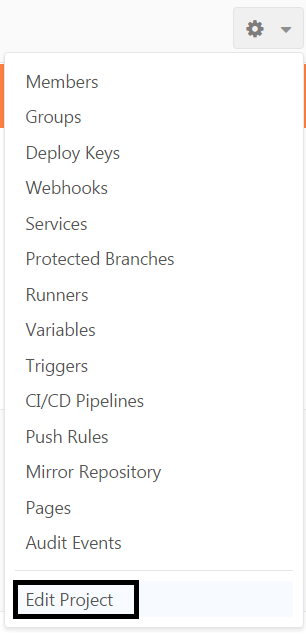 Members
Groups
Deploy Keys
Webhooks
Services
Protected Branches
Runners
Variables
Triggers
CI/CD Pipelines
Push Rules
Mirror Repository
Pages
Audit Events
Edit Project